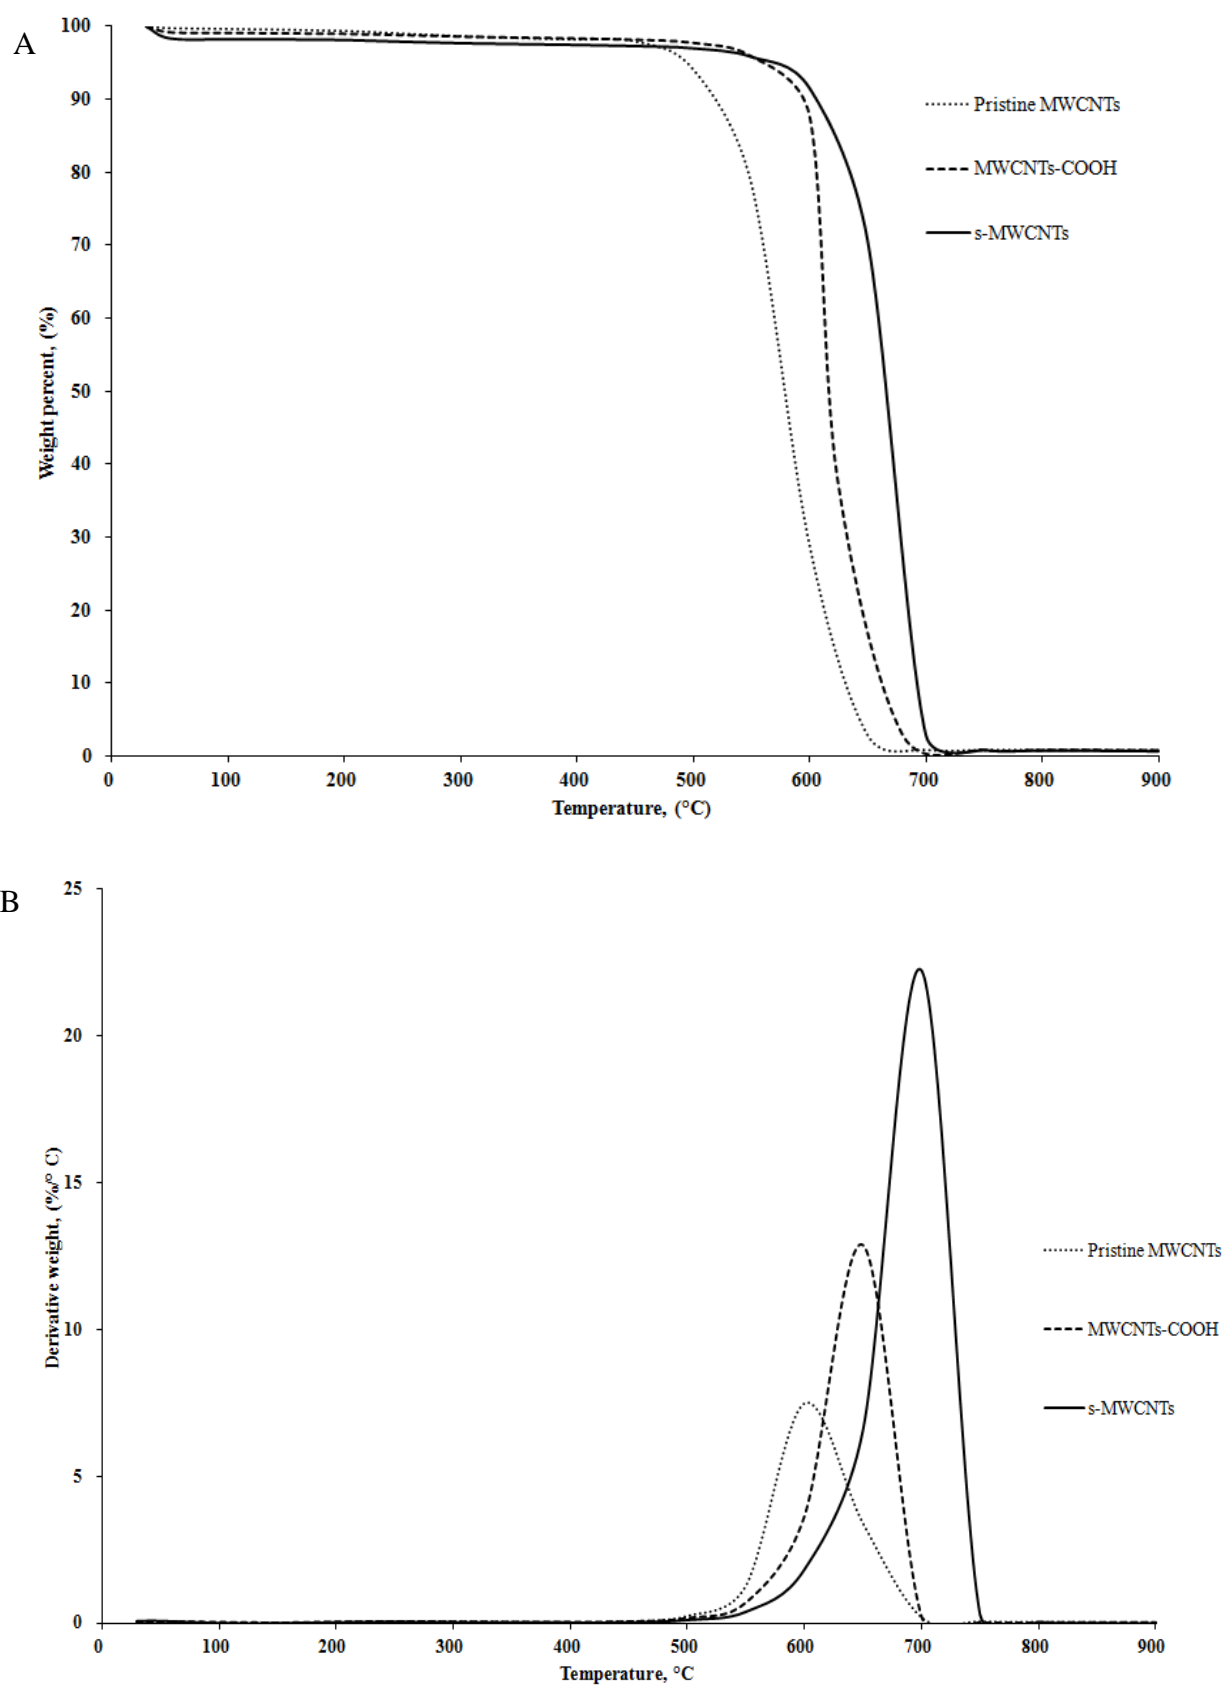 A
100
90
80
70
60
50
40
30
20
10
0
Weight percent, (%)
0 100 200 300 400 500 600 700 800 900
Temperature, (°C)
Pristine MWCNTs
MWCNTs-COOH
s-MWCNTs
B
25
20
15
10
5
0
Derivative weight, (%/° C)
0 100 200 300 400 500 600 700 800 900
Temperature, °C
Pristine MWCNTs
MWCNTs-COOH
s-MWCNTs